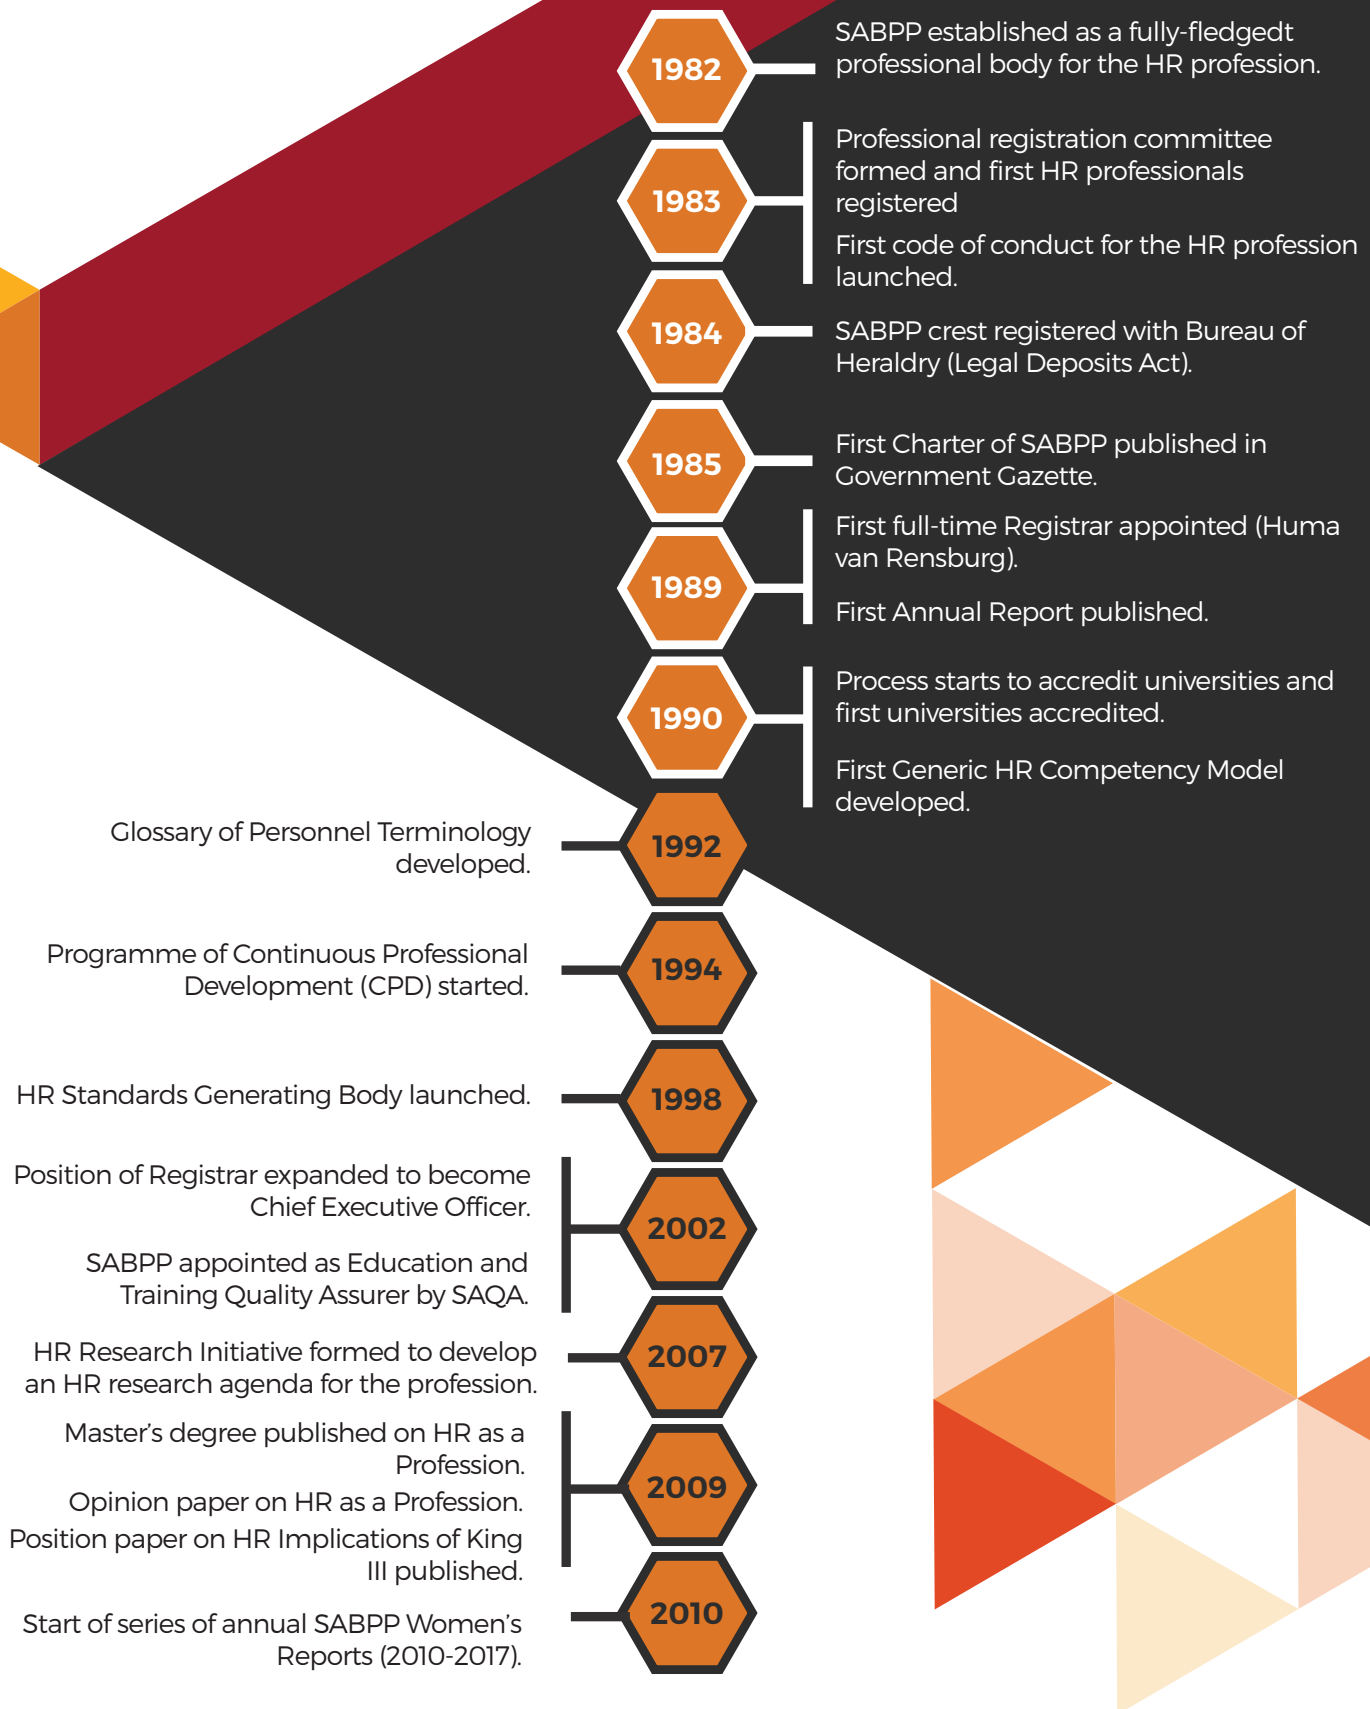 1982
SABPP established as a fully-fledgedt
professional body for the HR profession.
1983
Professional registration committee
formed and first HR professionals
registered
First code of conduct for the HR profession
launched.
1984
SABPP crest registered with Bureau of
Heraldry (Legal Deposits Act).
1985
First Charter of SABPP published in
Government Gazette.
1989
First full-time Registrar appointed (Huma
van Rensburg).
First Annual Report published.
1990
Process starts to accredit universities and
first universities accredited.
First Generic HR Competency Model
developed.
1992
Glossary of Personnel Terminology
developed.
1994
Programme of Continuous Professional
Development (CPD) started.
1998
HR Standards Generating Body launched.
2002
Position of Registrar expanded to become
Chief Executive Officer.
SABPP appointed as Education and
Training Quality Assurer by SAQA.
2007
HR Research Initiative formed to develop
an HR research agenda for the profession.
2009
Master’s degree published on HR as a
Profession.
Opinion paper on HR as a Profession.
Position paper on HR Implications of King
III published.
2010
Start of series of annual SABPP Women’s
Reports (2010-2017).